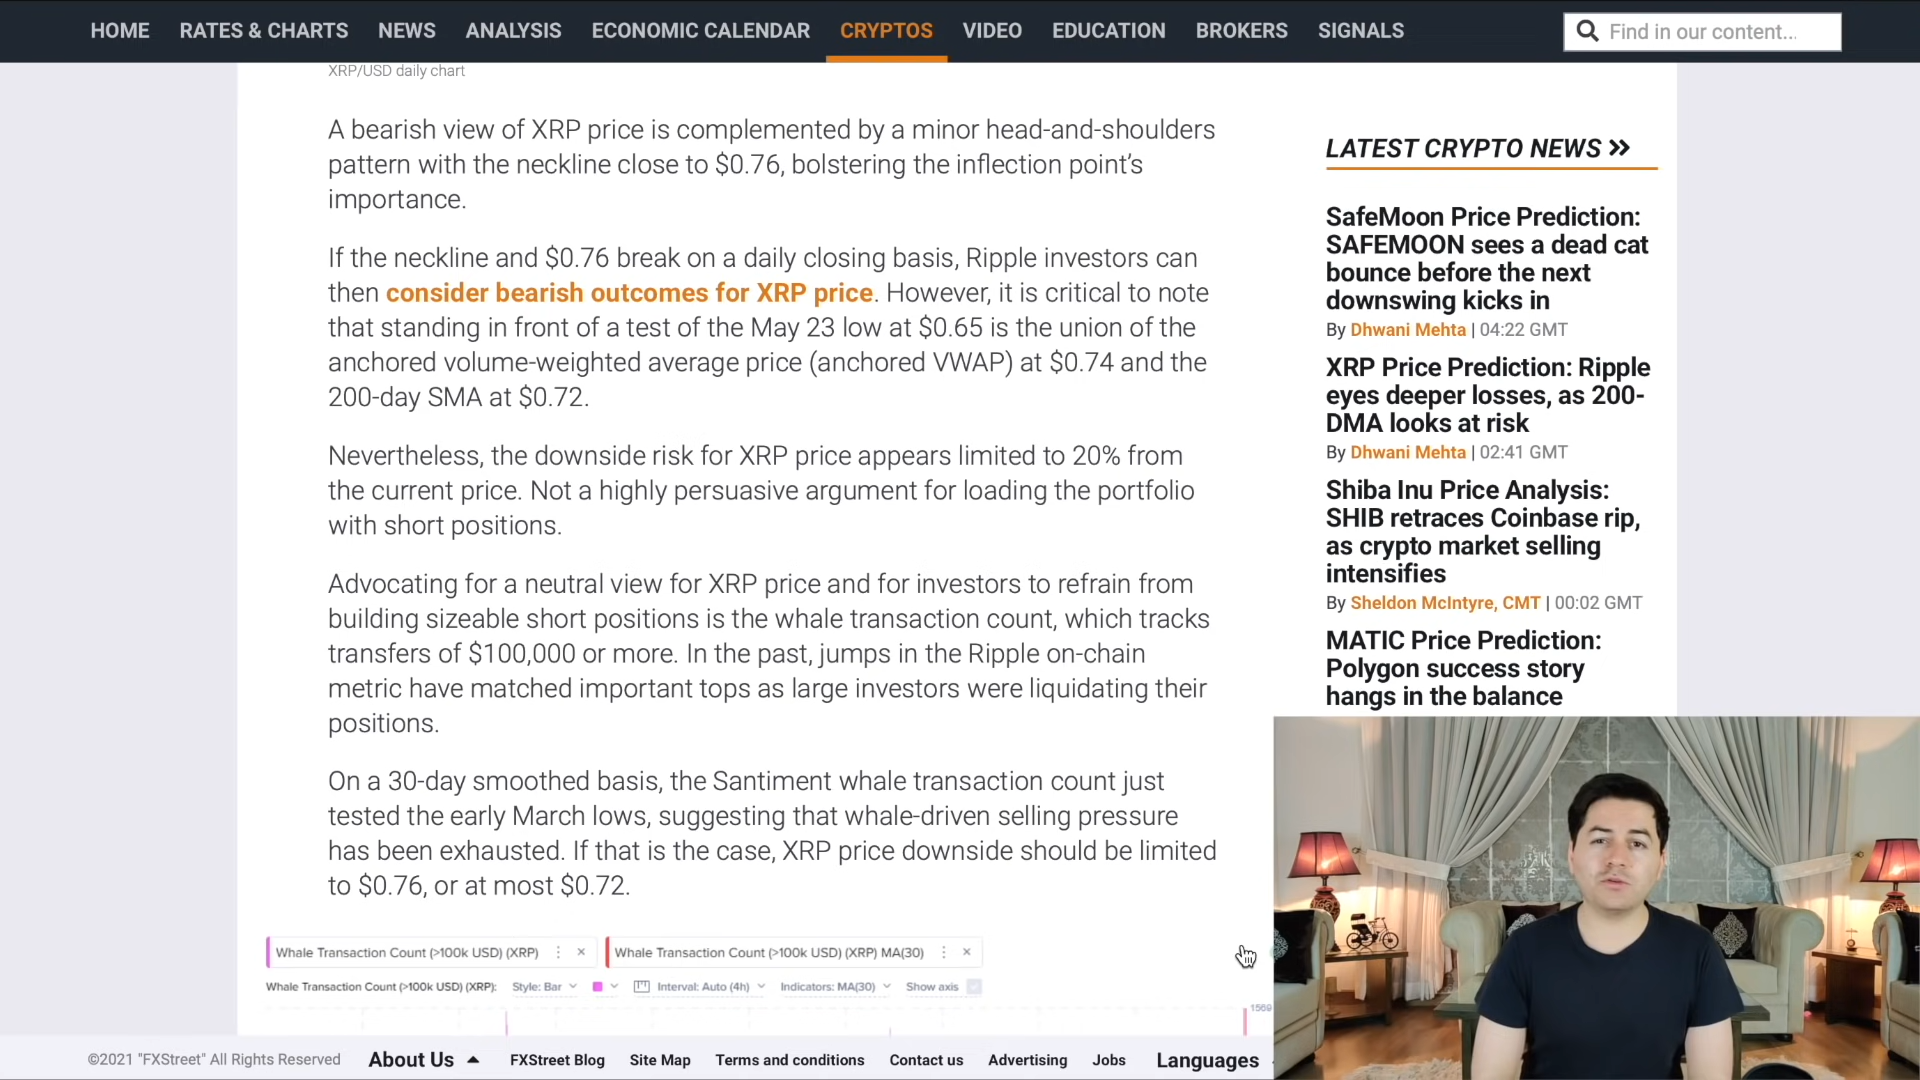 HOME RATES & CHARTS NEWS ANALYSIS ECONOMIC CALENDAR CRYPTOS VIDEO EDUCATION BROKERS SIGNALS Find in our content...
XRP/USD daily chart
A bearish view of XRP price is complemented by a minor head-and-shoulders
pattern with the neckline close to $0.76, bolstering the inflection point's
importance.
If the neckline and $0.76 break on a daily closing basis, Ripple investors can
then consider bearish outcomes for XRP price. However, it is critical to note
that standing in front of a test of the May 23 low at $0.65 is the union of the
anchored volume-weighted average price (anchored VWAP) at $0.74 and the
200-day SMA at $0.72.
Nevertheless, the downside risk for XRP price appears limited to 20% from
the current price. Not a highly persuasive argument for loading the portfolio
with short positions.
Advocating for a neutral view for XRP price and for investors to refrain from
building sizeable short positions is the whale transaction count, which tracks
transfers of $100,000 or more. In the past, jumps in the Ripple on-chain
metric have matched important tops as large investors were liquidating their
positions.
On a 30-day smoothed basis, the Santiment whale transaction count just
tested the early March lows, suggesting that whale-driven selling pressure
has been exhausted. If that is the case, XRP price downside should be limited
to $0.76, or at most $0.72.
LATEST CRYPTO NEWS »
SafeMoon Price Prediction:
SAFEMOON sees a dead cat
bounce before the next
downswing kicks in
By Dhwani Mehta | 04:22 GMT
XRP Price Prediction: Ripple
eyes deeper losses, as 200-
DMA looks at risk
By Dhwani Mehta | 02:41 GMT
Shiba Inu Price Analysis:
SHIB retraces Coinbase rip,
as crypto market selling
intensifies
By Sheldon McIntyre, CMT | 00:02 GMT
MATIC Price Prediction:
Polygon success story
hangs in the balance
Whale Transaction Count (>100k USD) (XRP) Whale Transaction Count (>100k USD) (XRP) MA(30)
Whale Transaction Count (>100k USD) (XRP): Style: Bar Interval: Auto (4h) Indicators: MA(30) Show axis
1569
©2021 "FXStreet" All Rights Reserved About Us FXStreet Blog Site Map Terms and conditions Contact us Advertising Jobs Languages